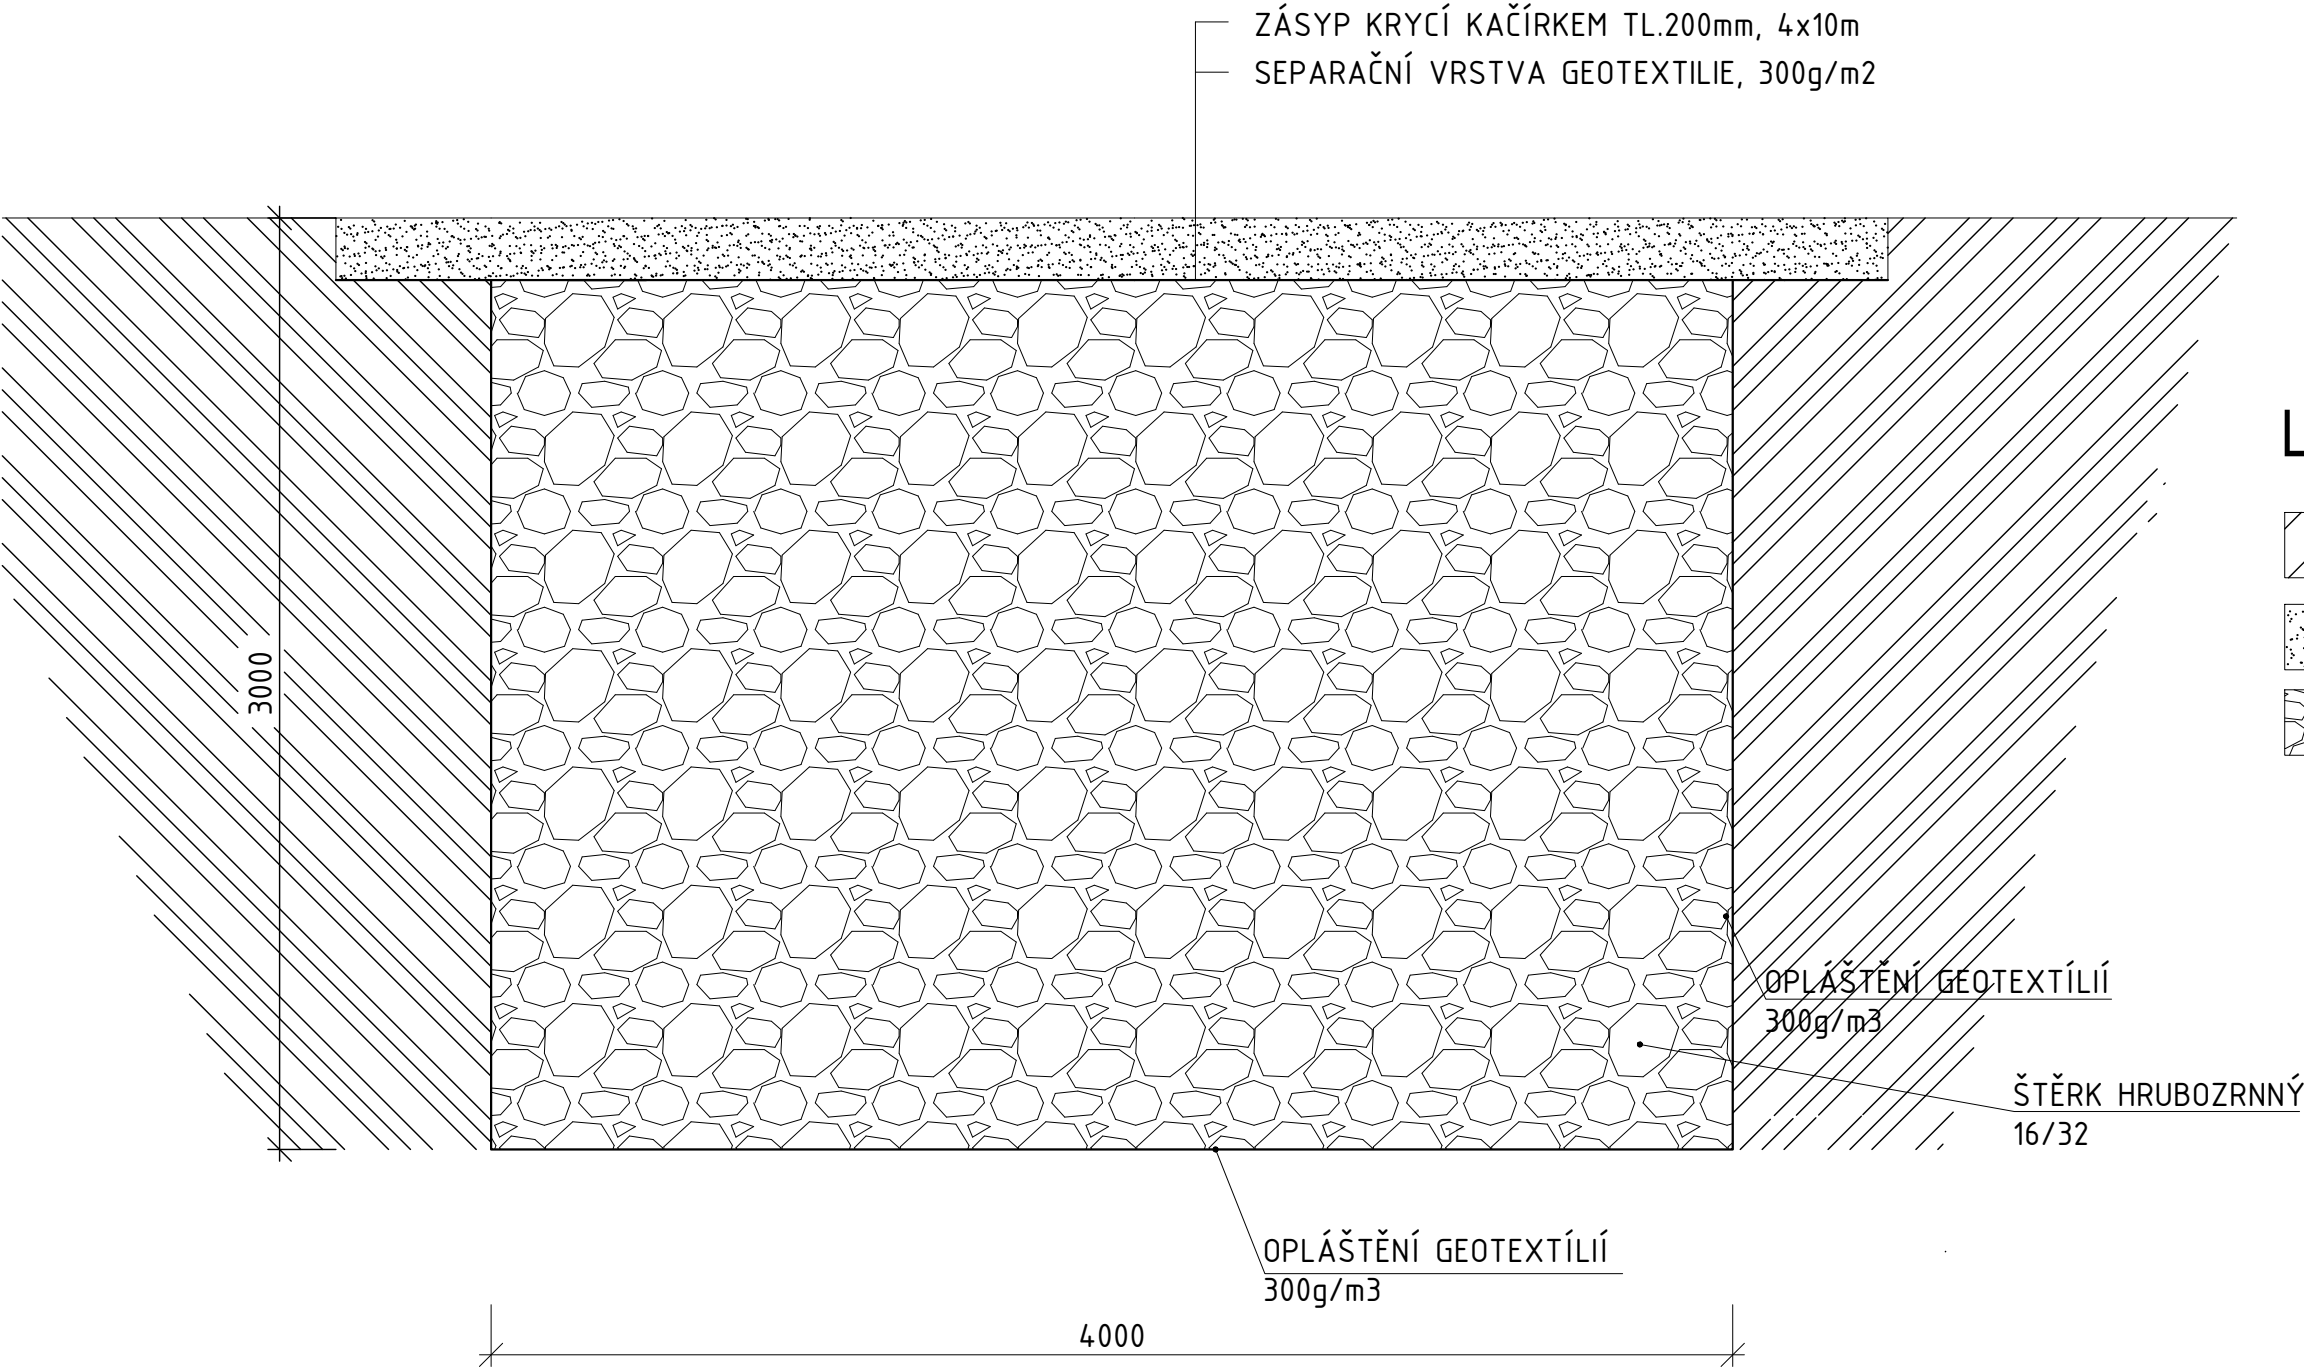 ZÁSYP KRYCÍ KAČÍRKEM TL.200mm, 4x10m
SEPARAČNÍ VRSTVA GEOTEXTILIE, 300g/m2
L
3000
OPLÁŠTĚNÍ GEOTEXTÍLIÍ
300g/m3
ŠTĚRK HRUBOZRNNÝ
16/32
OPLÁŠTĚNÍ GEOTEXTÍLIÍ
300g/m3
4000